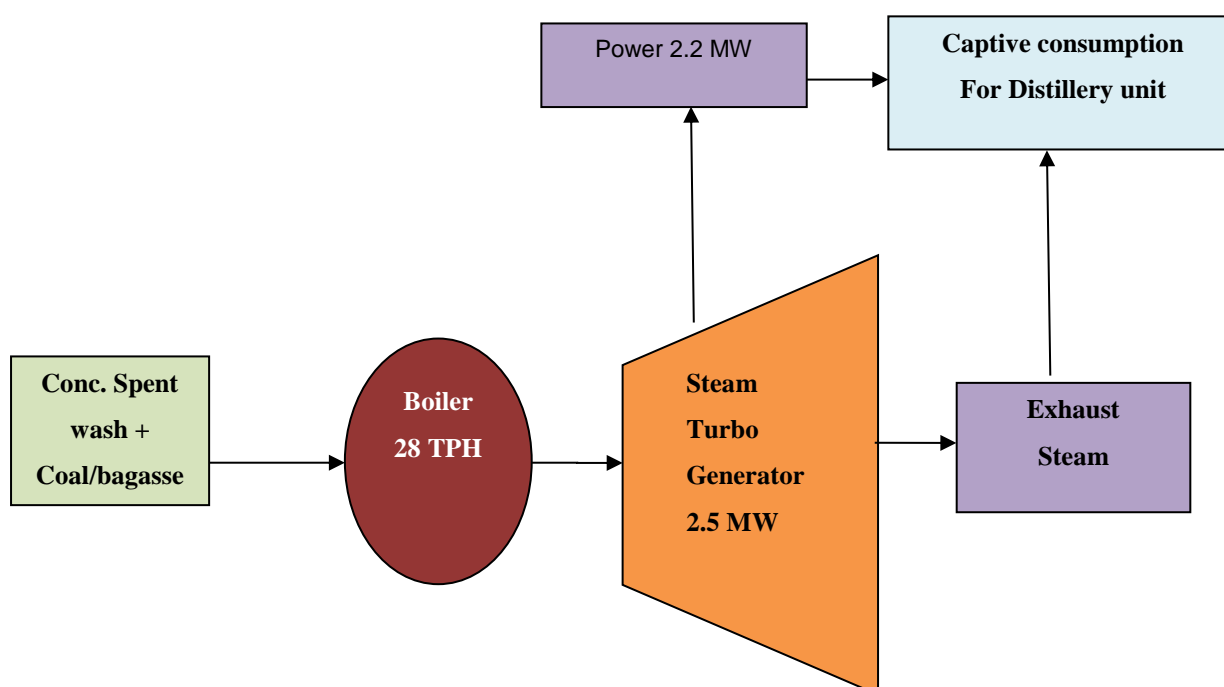 Power 2.2 MW
Captive consumption
For Distillery unit
Conc. Spent
wash +
Coal/bagasse
Boiler
28 TPH
Steam
Turbo
Generator
2.5 MW
Exhaust
Steam